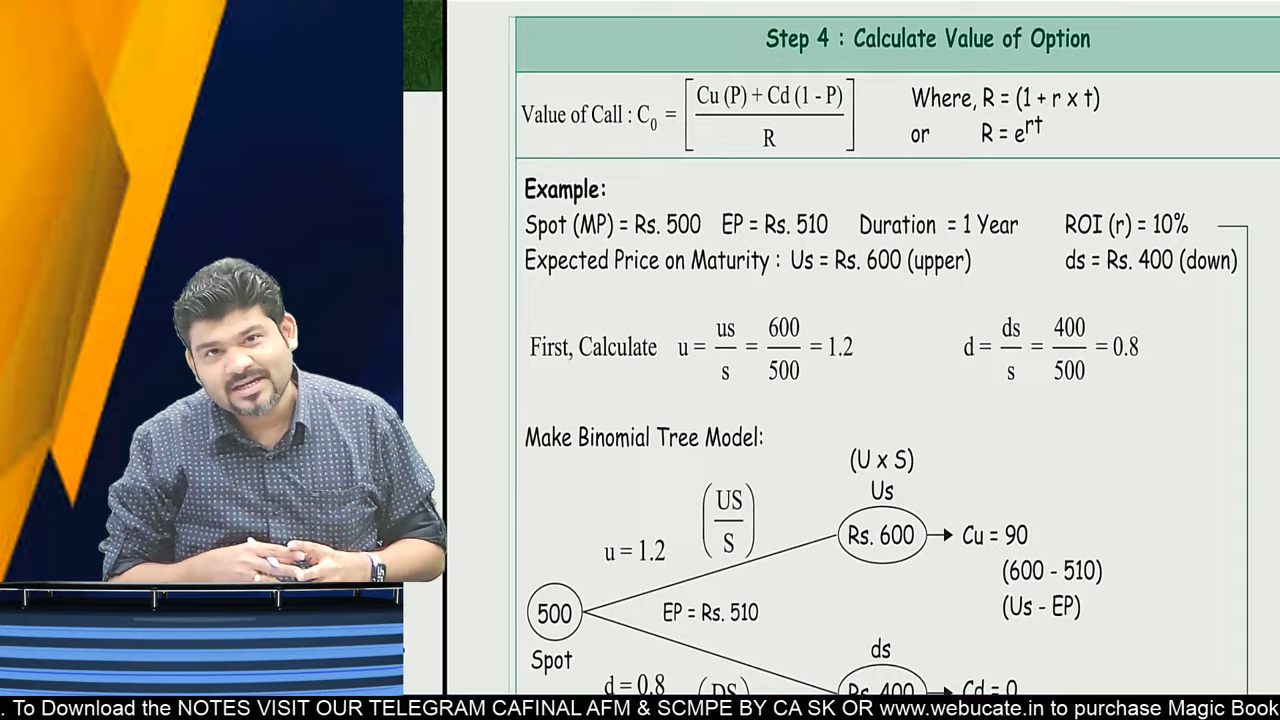 Step 4 : Calculate Value of Option
Value of Call : C₀ = [ Cu (P) + Cd (1 - P) / R ] Where, R = (1 + r x t)
or R = e^rt
Example:
Spot (MP) = Rs. 500 EP = Rs. 510 Duration = 1 Year ROI (r) = 10%
Expected Price on Maturity : Us = Rs. 600 (upper) ds = Rs. 400 (down)
First, Calculate u = us / s = 600 / 500 = 1.2 d = ds / s = 400 / 500 = 0.8
Make Binomial Tree Model:
(U x S)
Us
(US / S)
u = 1.2
Rs. 600 → Cu = 90
(600 - 510)
(Us - EP)
500
EP = Rs. 510
Spot
ds
d = 0.8 (DS)
Rs. 400 → Cd = 0
. To Download the NOTES VISIT OUR TELEGRAM CAFINAL AFM & SCMPE BY CA SK OR www.webucate.in to purchase Magic Book